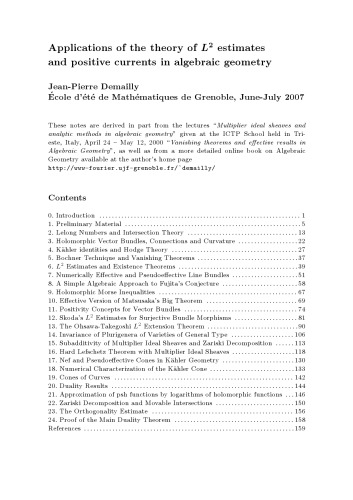 Applications of the theory of L² estimates
and positive currents in algebraic geometry
Jean-Pierre Demailly
École d'été de Mathématiques de Grenoble, June-July 2007
These notes are derived in part from the lectures "Multiplier ideal sheaves and
analytic methods in algebraic geometry" given at the ICTP School held in Tri-
este, Italy, April 24 – May 12, 2000 "Vanishing theorems and effective results in
Algebraic Geometry", as well as from a more detailed online book on Algebraic
Geometry available at the author's home page
http://www-fourier.ujf-grenoble.fr/~demailly/
Contents
0. Introduction ... 1
1. Preliminary Material ... 5
2. Lelong Numbers and Intersection Theory ... 13
3. Holomorphic Vector Bundles, Connections and Curvature ... 22
4. Kähler identities and Hodge Theory ... 27
5. Bochner Technique and Vanishing Theorems ... 37
6. L² Estimates and Existence Theorems ... 39
7. Numerically Effective and Pseudoeffective Line Bundles ... 51
8. A Simple Algebraic Approach to Fujita's Conjecture ... 58
9. Holomorphic Morse Inequalities ... 67
10. Effective Version of Matsusaka's Big Theorem ... 69
11. Positivity Concepts for Vector Bundles ... 74
12. Skoda's L² Estimates for Surjective Bundle Morphisms ... 81
13. The Ohsawa-Takegoshi L² Extension Theorem ... 90
14. Invariance of Plurigenera of Varieties of General Type ... 106
15. Subadditivity of Multiplier Ideal Sheaves and Zariski Decomposition ... 113
16. Hard Lefschetz Theorem with Multiplier Ideal Sheaves ... 118
17. Nef and Pseudoeffective Cones in Kähler Geometry ... 130
18. Numerical Characterization of the Kähler Cone ... 133
19. Cones of Curves ... 142
20. Duality Results ... 144
21. Approximation of psh functions by logarithms of holomorphic functions ... 146
22. Zariski Decomposition and Movable Intersections ... 150
23. The Orthogonality Estimate ... 156
24. Proof of the Main Duality Theorem ... 158
References ... 159